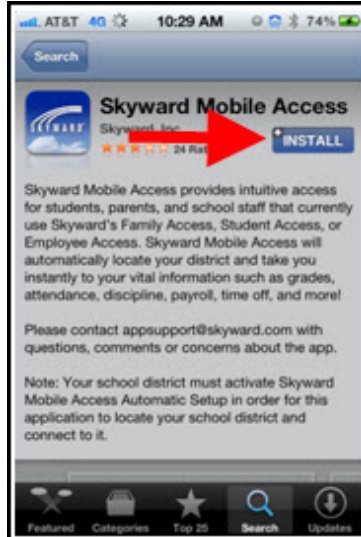 AT&T 4G 10:29 AM 74%
Search
SKYWARD
Skyward Mobile Access
Skyward, Inc
24 Rat
INSTALL
Skyward Mobile Access provides intuitive access
for students, parents, and school staff that currently
use Skyward's Family Access, Student Access, or
Employee Access. Skyward Mobile Access will
automatically locate your district and take you
instantly to your vital information such as grades,
attendance, discipline, payroll, time off, and more!
Please contact appsupport@skyward.com with
questions, comments or concerns about the app.
Note: Your school district must activate Skyward
Mobile Access Automatic Setup in order for this
application to locate your school district and
connect to it.
Featured Categories Top 25 Search Updates